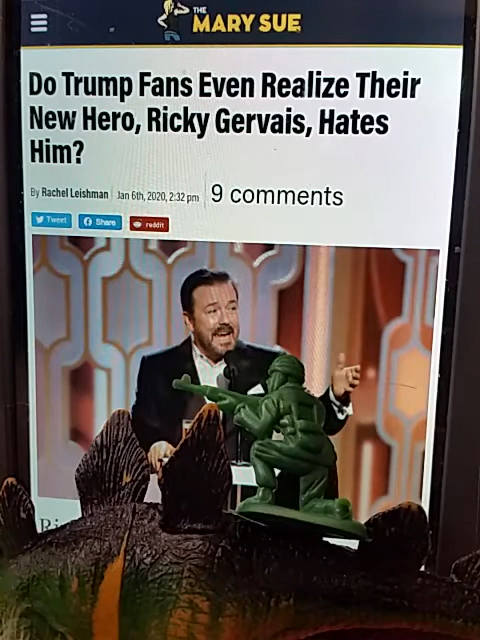 THE
MARY SUE
Do Trump Fans Even Realize Their
New Hero, Ricky Gervais, Hates
Him?
By Rachel Leishman Jan 6th, 2020, 2:32 pm 9 comments
Tweet Share reddit